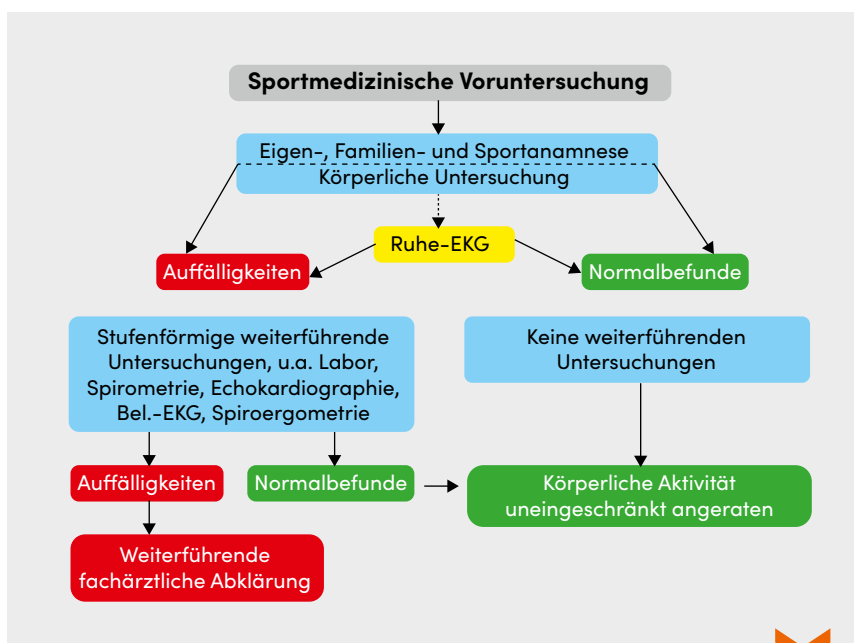 Sportmedizinische Voruntersuchung
Eigen-, Familien- und Sportanamnese
Körperliche Untersuchung
Ruhe-EKG
Auffälligkeiten
Normalbefunde
Stufenförmige weiterführende
Untersuchungen, u.a. Labor,
Spirometrie, Echokardiographie,
Bel.-EKG, Spiroergometrie
Keine weiterführenden
Untersuchungen
Auffälligkeiten
Normalbefunde
Körperliche Aktivität
uneingeschränkt angeraten
Weiterführende
fachärztliche Abklärung